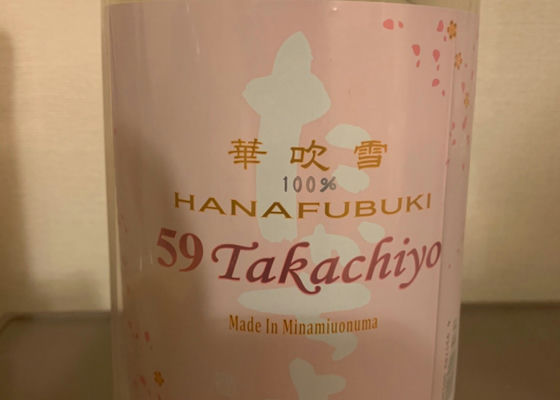 華吹雪
100%
HANAFUBUKI
59 Takachiyo
Made In Minamiuonuma